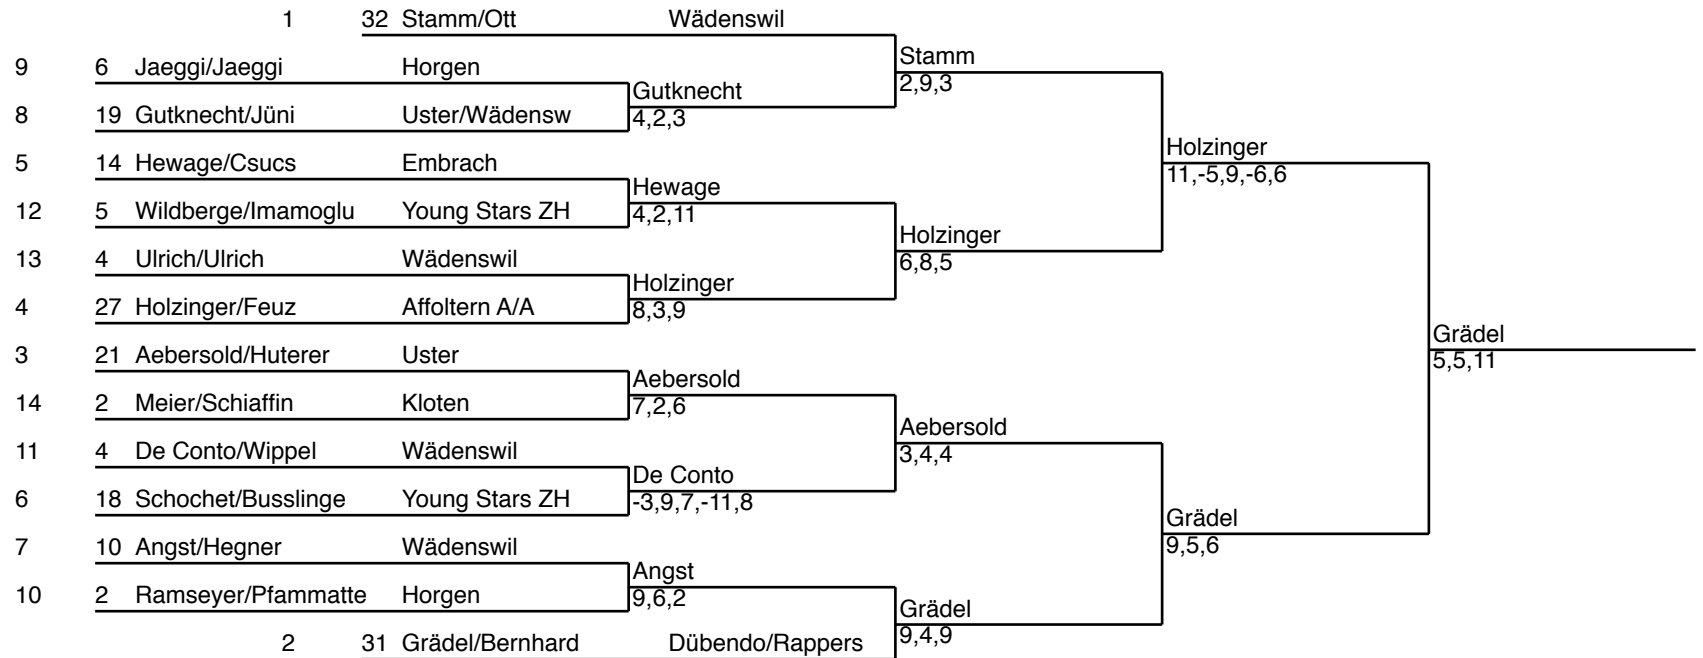 1 32 Stamm/Ott Wädenswil
Stamm
9 6 Jaeggi/Jaeggi Horgen
2,9,3
Gutknecht
8 19 Gutknecht/Jüni Uster/Wädensw
4,2,3
Holzinger
5 14 Hewage/Csucs Embrach
11,-5,9,-6,6
Hewage
12 5 Wildberge/Imamoglu Young Stars ZH
4,2,11
Holzinger
13 4 Ulrich/Ulrich Wädenswil
6,8,5
Holzinger
4 27 Holzinger/Feuz Affoltern A/A
8,3,9
Grädel
3 21 Aebersold/Huterer Uster
5,5,11
Aebersold
14 2 Meier/Schiaffin Kloten
7,2,6
Aebersold
11 4 De Conto/Wippel Wädenswil
3,4,4
De Conto
6 18 Schochet/Busslinge Young Stars ZH
-3,9,7,-11,8
Grädel
7 10 Angst/Hegner Wädenswil
9,5,6
Angst
10 2 Ramseyer/Pfammatte Horgen
9,6,2
Grädel
9,4,9
2 31 Grädel/Bernhard Dübendo/Rappers